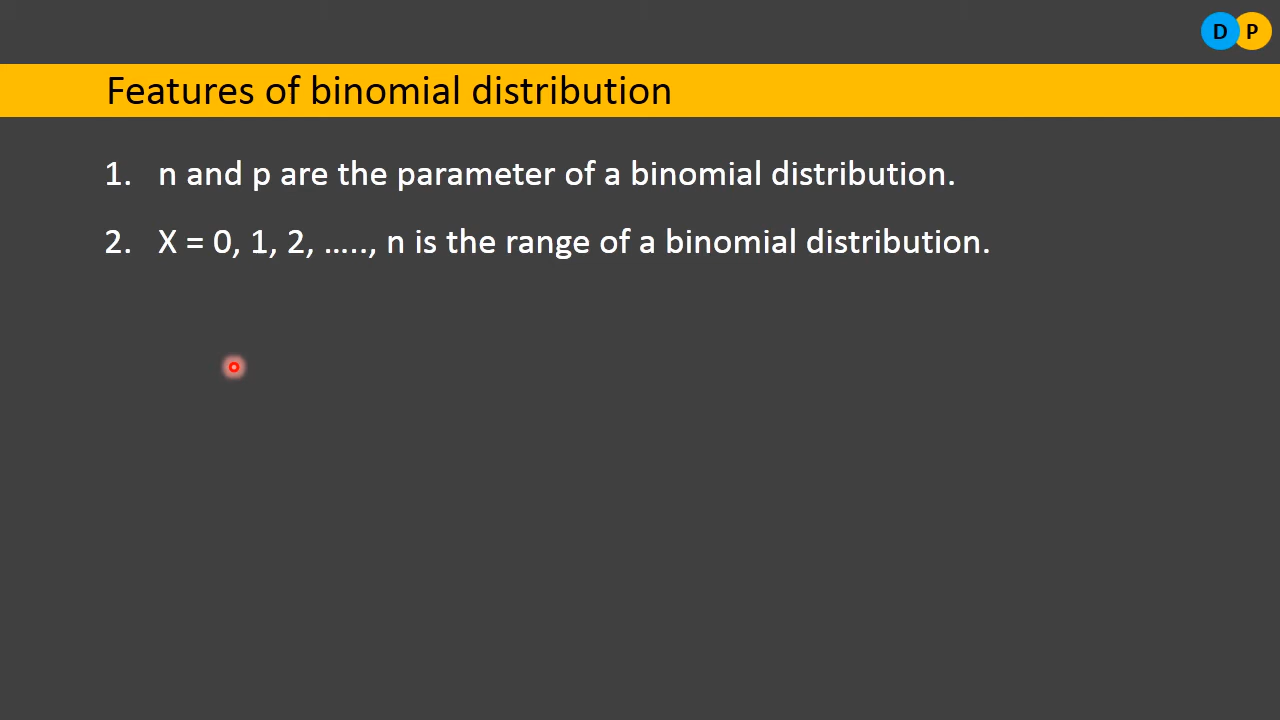 D P
Features of binomial distribution
1. n and p are the parameter of a binomial distribution.
2. X = 0, 1, 2, ....., n is the range of a binomial distribution.